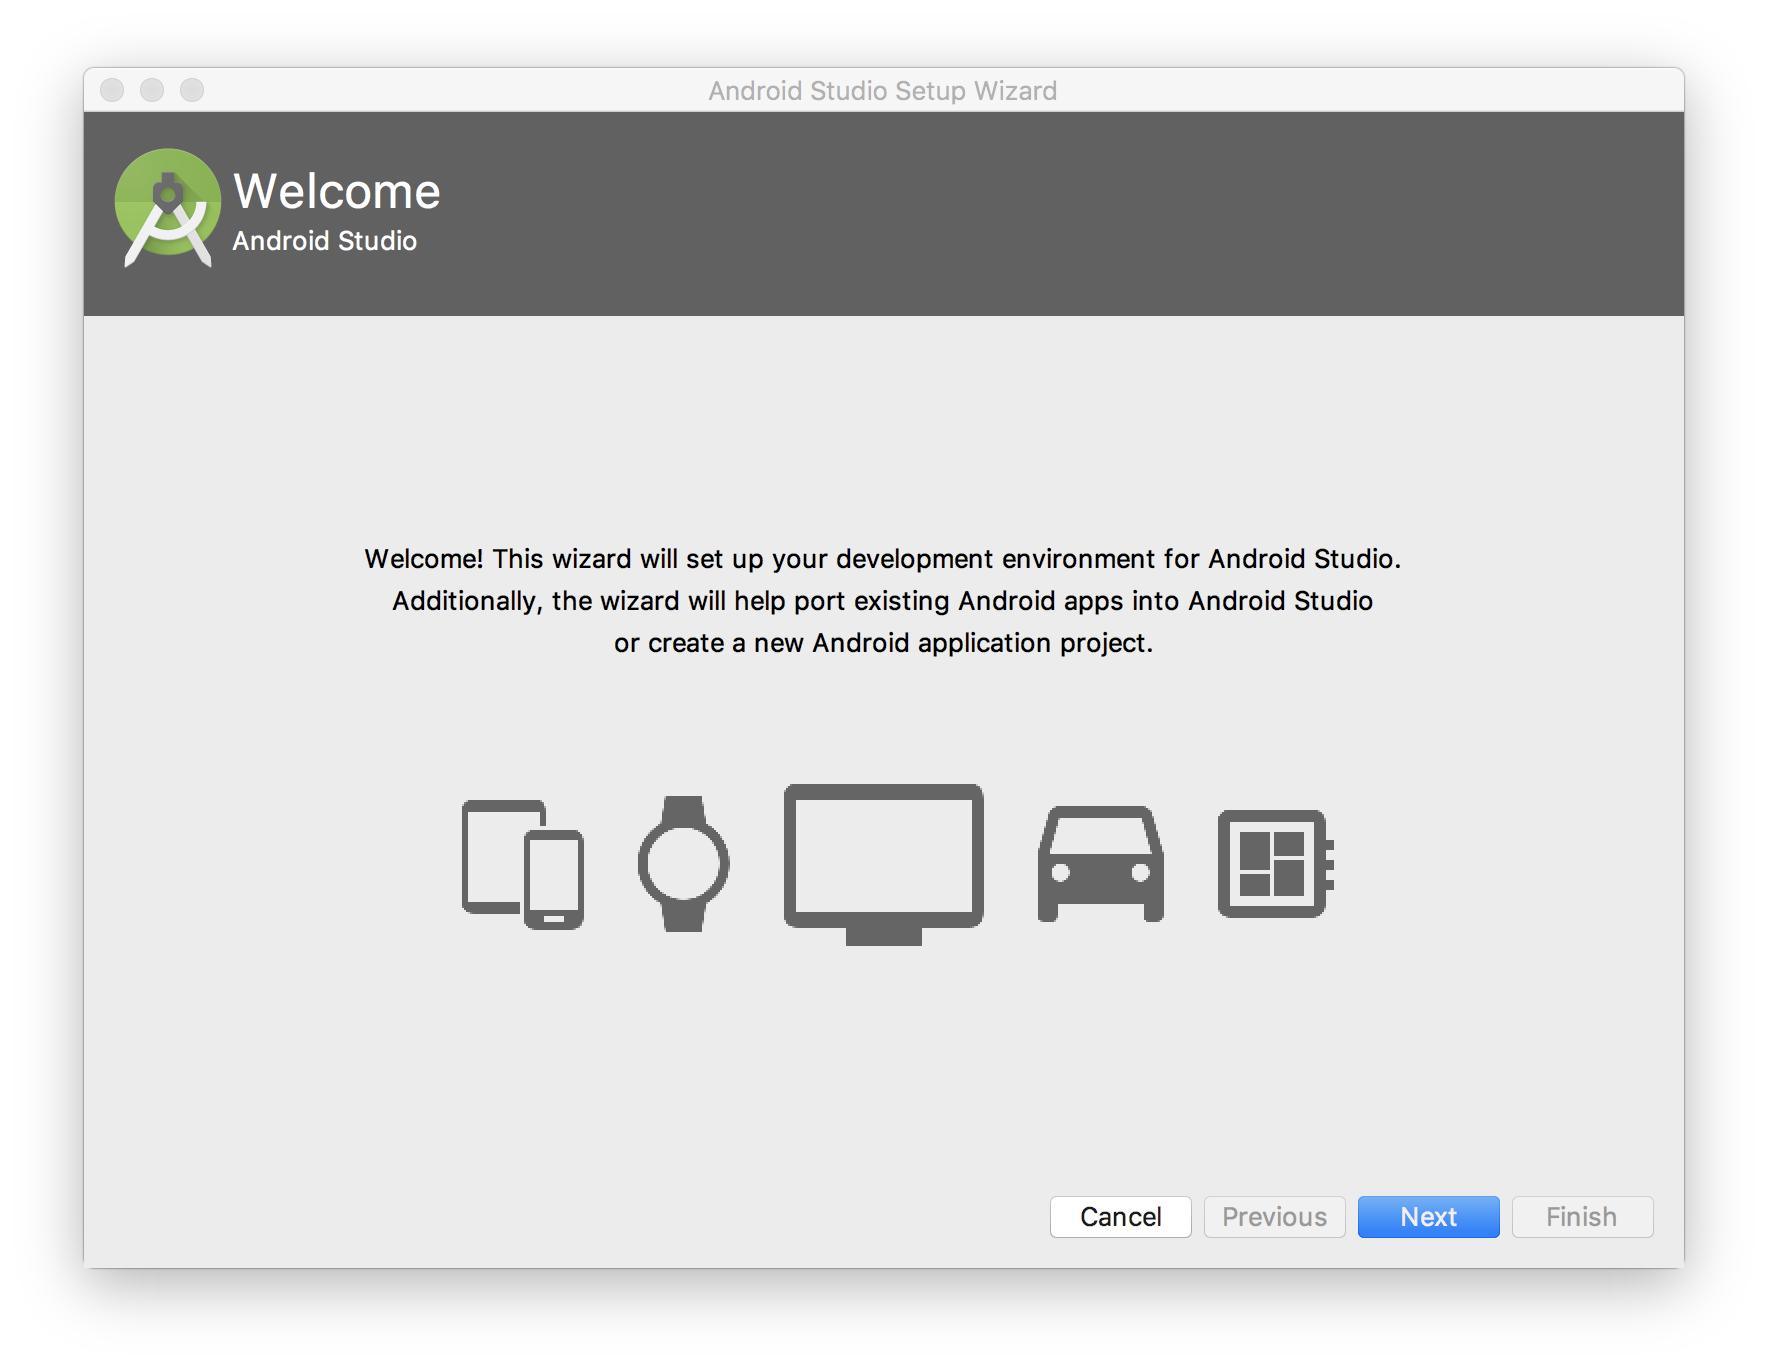 Android Studio Setup Wizard
Welcome
Android Studio
Welcome! This wizard will set up your development environment for Android Studio.
Additionally, the wizard will help port existing Android apps into Android Studio
or create a new Android application project.
Cancel Previous Next Finish